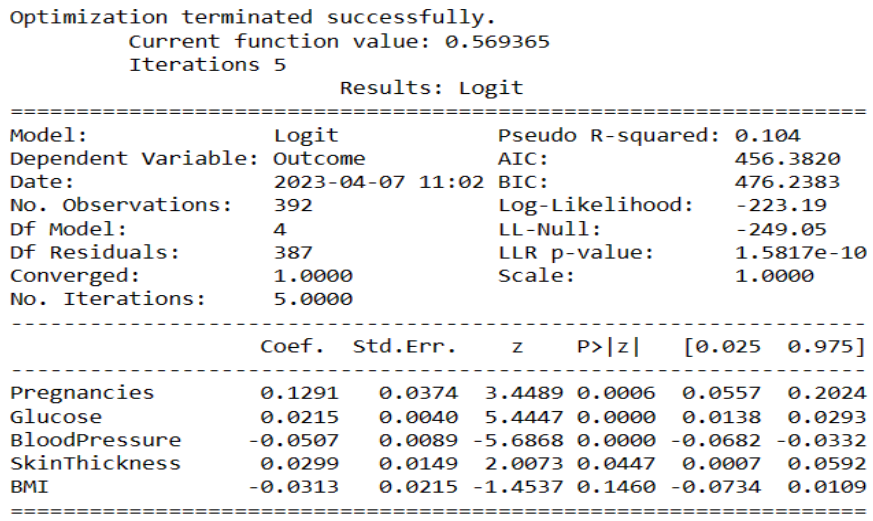 Optimization terminated successfully.
         Current function value: 0.569365
         Iterations 5
                         Results: Logit
=================================================================
Model:              Logit            Pseudo R-squared: 0.104
Dependent Variable: Outcome          AIC:              456.3820
Date:               2023-04-07 11:02 BIC:              476.2383
No. Observations:   392              Log-Likelihood:   -223.19
Df Model:           4                LL-Null:          -249.05
Df Residuals:       387              LLR p-value:      1.5817e-10
Converged:          1.0000           Scale:            1.0000
No. Iterations:     5.0000
-----------------------------------------------------------------
                   Coef.  Std.Err.    z    P>|z|   [0.025  0.975]
-----------------------------------------------------------------
Pregnancies        0.1291   0.0374  3.4489 0.0006  0.0557  0.2024
Glucose            0.0215   0.0040  5.4447 0.0000  0.0138  0.0293
BloodPressure     -0.0507   0.0089 -5.6868 0.0000 -0.0682 -0.0332
SkinThickness      0.0299   0.0149  2.0073 0.0447  0.0007  0.0592
BMI               -0.0313   0.0215 -1.4537 0.1460 -0.0734  0.0109
=================================================================